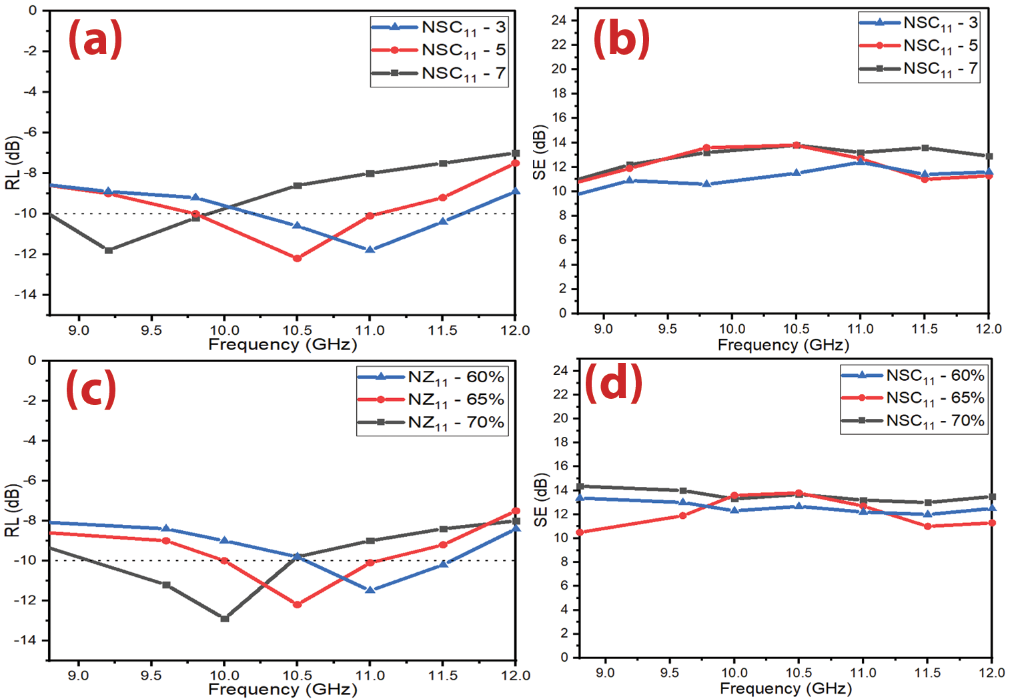 (a)
NSC11 - 3
NSC11 - 5
NSC11 - 7
0
-2
-4
-6
-8
-10
-12
-14
RL (dB)
9.0 9.5 10.0 10.5 11.0 11.5 12.0
Frequency (GHz)
(b)
NSC11 - 3
NSC11 - 5
NSC11 - 7
24
22
20
18
16
14
12
10
8
6
4
2
0
SE (dB)
9.0 9.5 10.0 10.5 11.0 11.5 12.0
Frequency (GHz)
(c)
NZ11 - 60%
NZ11 - 65%
NZ11 - 70%
0
-2
-4
-6
-8
-10
-12
-14
RL (dB)
9.0 9.5 10.0 10.5 11.0 11.5 12.0
Frequency (GHz)
(d)
NSC11 - 60%
NSC11 - 65%
NSC11 - 70%
24
22
20
18
16
14
12
10
8
6
4
2
0
SE (dB)
9.0 9.5 10.0 10.5 11.0 11.5 12.0
Frequency (GHz)